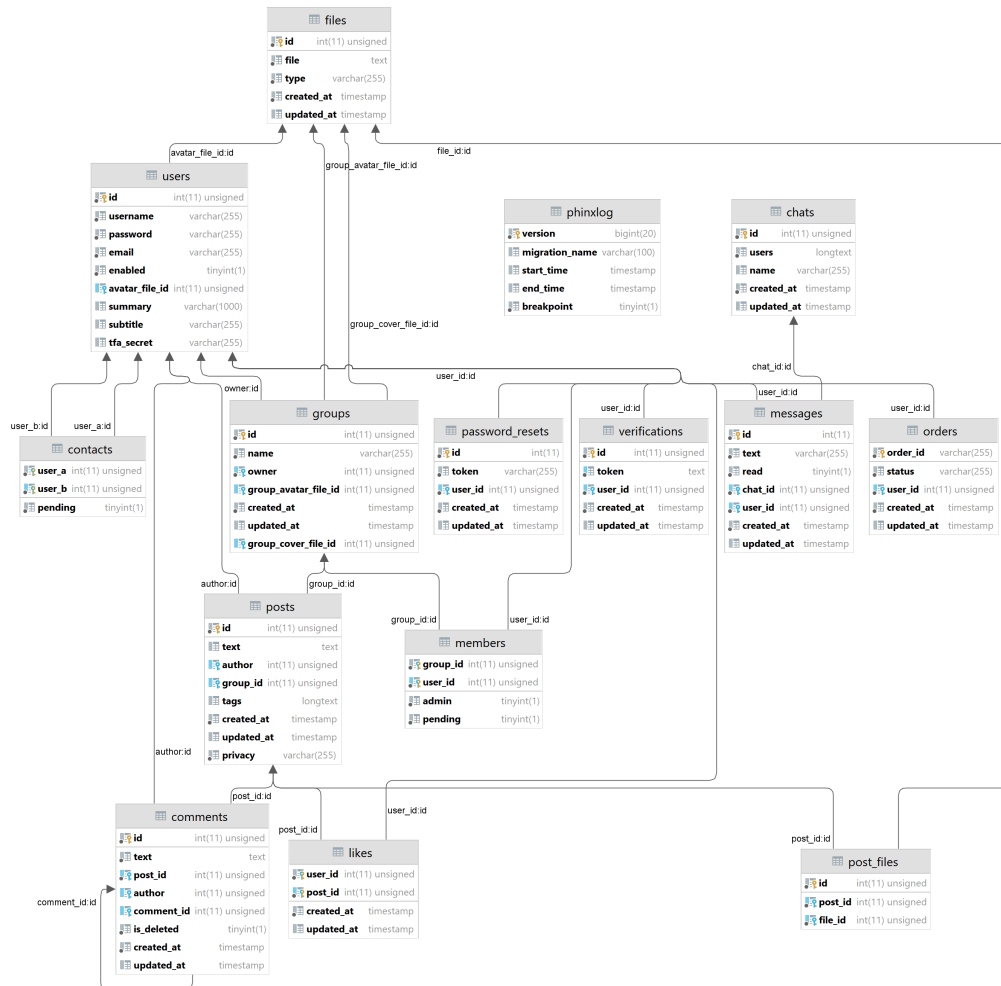 files
id int(11) unsigned
file text
type varchar(255)
created_at timestamp
updated_at timestamp
avatar_file_id:id
group_avatar_file_id:id
file_id:id
users
id int(11) unsigned
username varchar(255)
password varchar(255)
email varchar(255)
enabled tinyint(1)
avatar_file_id int(11) unsigned
summary varchar(1000)
subtitle varchar(255)
tfa_secret varchar(255)
phinxlog
version bigint(20)
migration_name varchar(100)
start_time timestamp
end_time timestamp
breakpoint tinyint(1)
chats
id int(11) unsigned
users longtext
name varchar(255)
created_at timestamp
updated_at timestamp
group_cover_file_id:id
chat_id:id
user_id:id
owner:id
user_id:id
user_b:id
user_a:id
user_id:id
user_id:id
contacts
user_a int(11) unsigned
user_b int(11) unsigned
pending tinyint(1)
groups
id int(11) unsigned
name varchar(255)
owner int(11) unsigned
group_avatar_file_id int(11) unsigned
created_at timestamp
updated_at timestamp
group_cover_file_id int(11) unsigned
password_resets
id int(11)
token varchar(255)
user_id int(11) unsigned
created_at timestamp
updated_at timestamp
verifications
id int(11) unsigned
token text
user_id int(11) unsigned
created_at timestamp
updated_at timestamp
messages
id int(11)
text varchar(255)
read tinyint(1)
chat_id int(11) unsigned
user_id int(11) unsigned
created_at timestamp
updated_at timestamp
orders
order_id varchar(255)
status varchar(255)
user_id int(11) unsigned
created_at timestamp
updated_at timestamp
author:id
group_id:id
group_id:id
user_id:id
posts
id int(11) unsigned
text text
author int(11) unsigned
group_id int(11) unsigned
tags longtext
created_at timestamp
updated_at timestamp
privacy varchar(255)
members
group_id int(11) unsigned
user_id int(11) unsigned
admin tinyint(1)
pending tinyint(1)
author:id
post_id:id
user_id:id
post_id:id
post_id:id
comments
id int(11) unsigned
text text
post_id int(11) unsigned
author int(11) unsigned
comment_id int(11) unsigned
is_deleted tinyint(1)
created_at timestamp
updated_at timestamp
comment_id:id
likes
user_id int(11) unsigned
post_id int(11) unsigned
created_at timestamp
updated_at timestamp
post_files
id int(11) unsigned
post_id int(11) unsigned
file_id int(11) unsigned